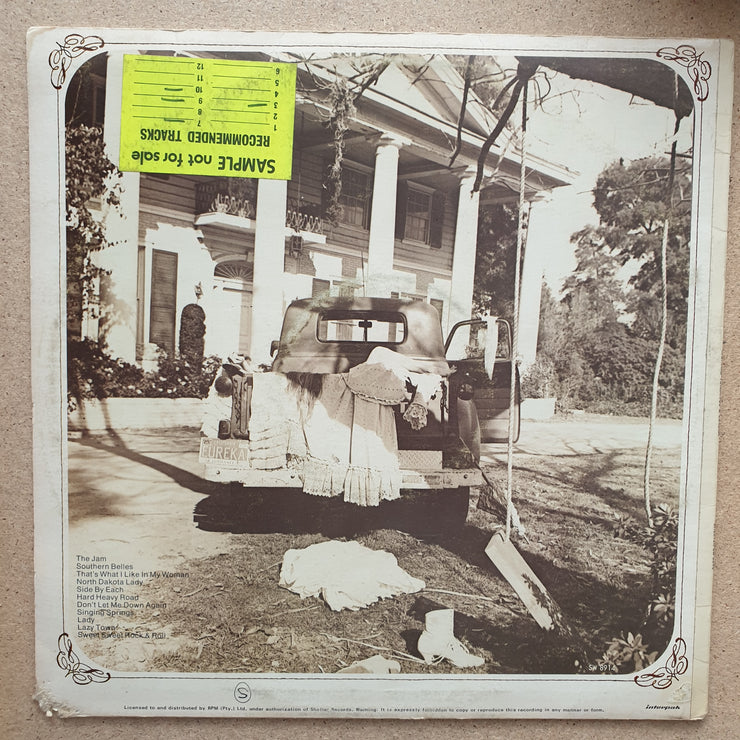 SAMPLE not for sale
RECOMMENDED TRACKS
1 7
2 8
3 9
4 10
5 11
6 12
EUREKA
The Jam
Southern Belles
That's What I Like In My Woman
North Dakota Lady
Side By Each
Hard Heavy Road
Don't Let Me Down Again
Singing Springs
Lady
Lazy Town
Sweet Sweet Rock & Roll
S
Licensed to and distributed by RPM (Pty.) Ltd. under authorization of Shelter Records. Warning: It is expressly forbidden to copy or reproduce this recording in any manner or form.
interpak